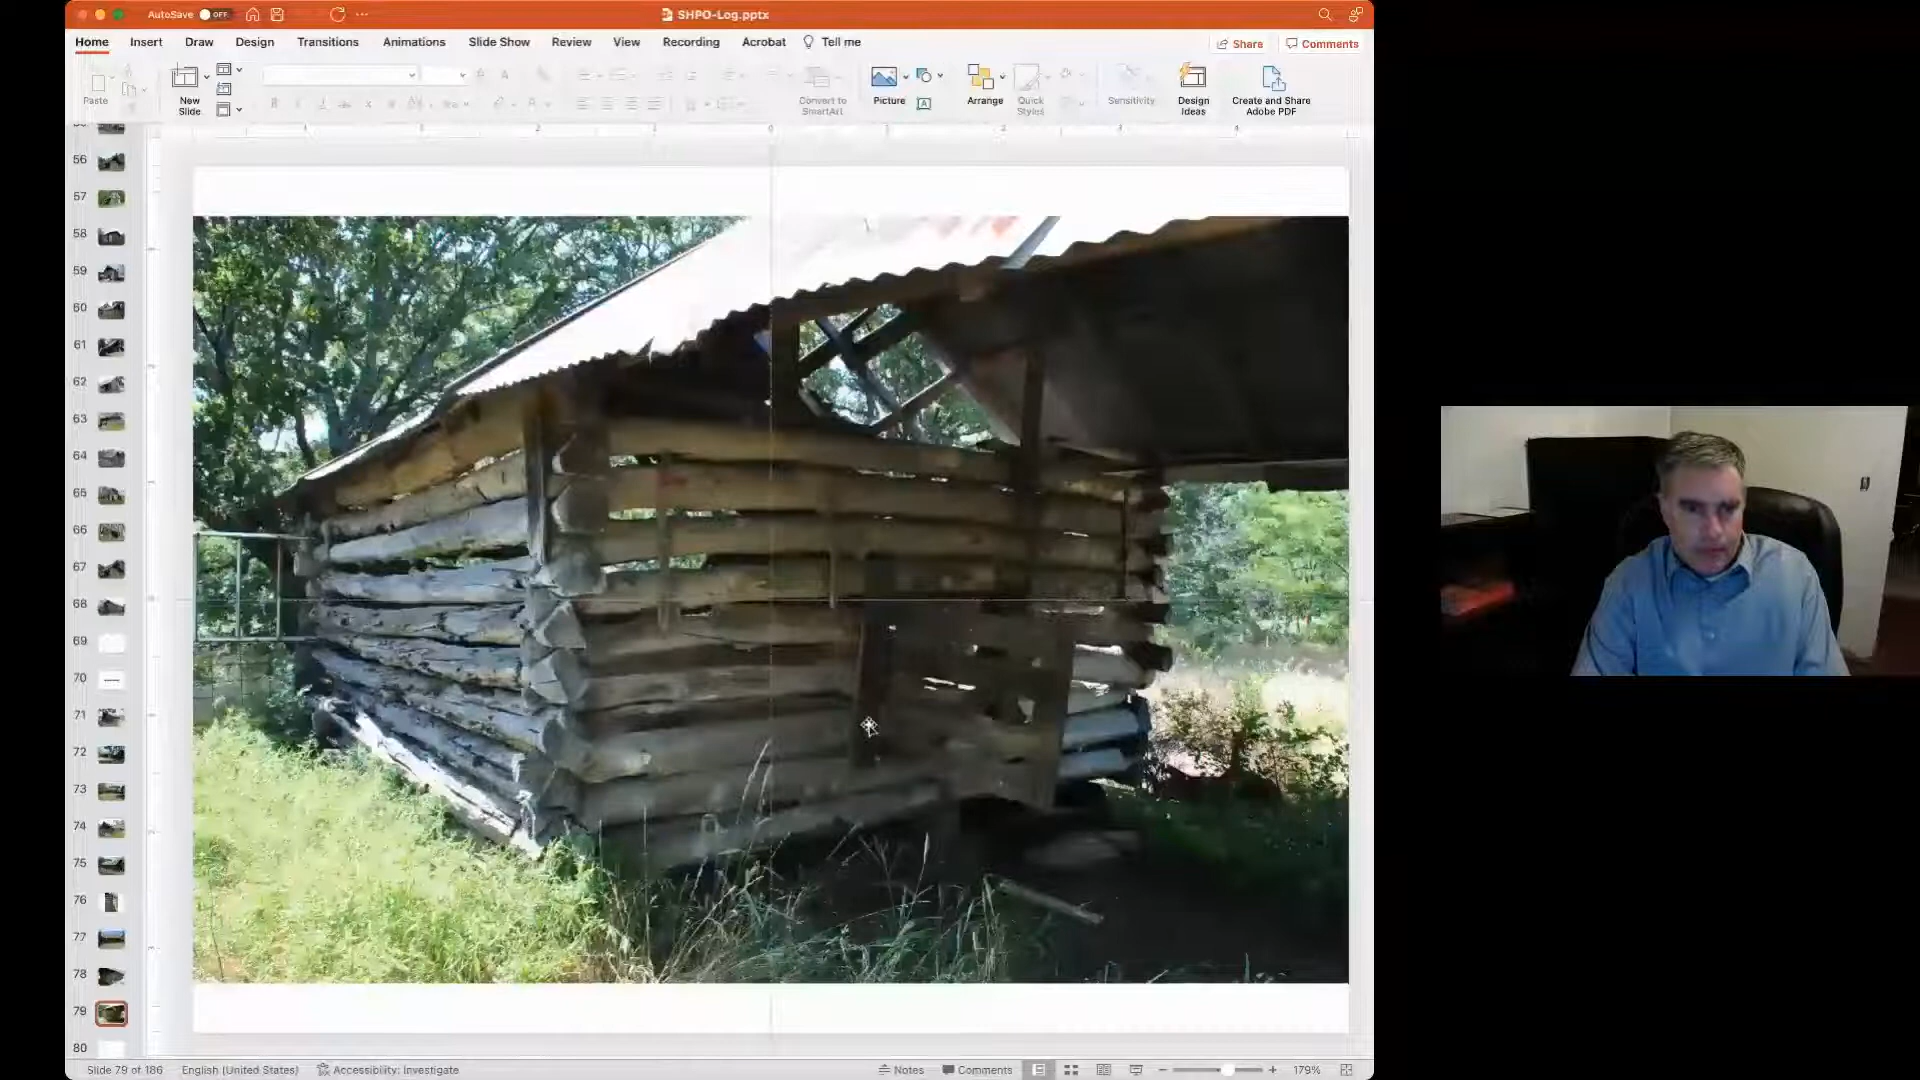 AutoSave OFF
SHPO-Log.pptx
Home Insert Draw Design Transitions Animations Slide Show Review View Recording Acrobat Tell me
Share Comments
Paste
New Slide
Convert to SmartArt
Picture
Arrange
Quick Styles
Sensitivity
Design Ideas
Create and Share Adobe PDF
56
57
58
59
60
61
62
63
64
65
66
67
68
69
70
71
72
73
74
75
76
77
78
79
80
Slide 79 of 186 English (United States) Accessibility: Investigate Notes Comments 179%